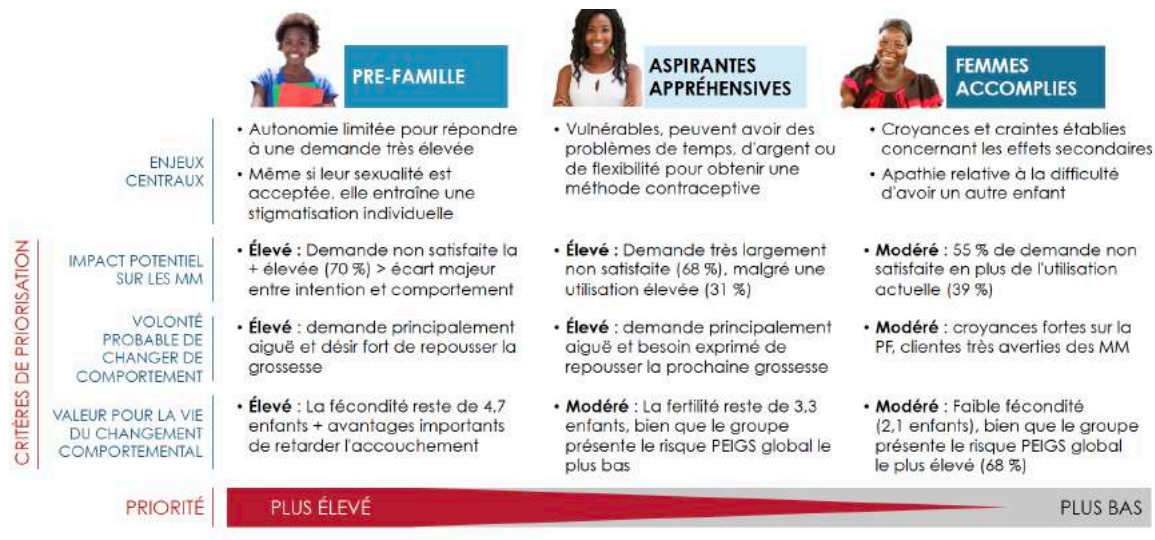 PRE-FAMILLE
ASPIRANTES
APPRÉHENSIVES
FEMMES
ACCOMPLIES
ENJEUX
CENTRAUX
• Autonomie limitée pour répondre
à une demande très élevée
• Même si leur sexualité est
acceptée, elle entraîne une
stigmatisation individuelle
• Vulnérables, peuvent avoir des
problèmes de temps, d'argent ou
de flexibilité pour obtenir une
méthode contraceptive
• Croyances et craintes établies
concernant les effets secondaires
• Apathie relative à la difficulté
d'avoir un autre enfant
CRITÈRES DE PRIORISATION
IMPACT POTENTIEL
SUR LES MM
• Élevé : Demande non satisfaite la
+ élevée (70 %) > écart majeur
entre intention et comportement
• Élevé : Demande très largement
non satisfaite (68 %), malgré une
utilisation élevée (31 %)
• Modéré : 55 % de demande non
satisfaite en plus de l'utilisation
actuelle (39 %)
VOLONTÉ
PROBABLE DE
CHANGER DE
COMPORTEMENT
• Élevé : demande principalement
aiguë et désir fort de repousser la
grossesse
• Élevé : demande principalement
aiguë et besoin exprimé de
repousser la prochaine grossesse
• Modéré : croyances fortes sur la
PF, clientes très averties des MM
VALEUR POUR LA VIE
DU CHANGEMENT
COMPORTEMENTAL
• Élevé : La fécondité reste de 4,7
enfants + avantages importants
de retarder l'accouchement
• Modéré : La fertilité reste de 3,3
enfants, bien que le groupe
présente le risque PEIGS global le
plus bas
• Modéré : Faible fécondité
(2,1 enfants), bien que le groupe
présente le risque PEIGS global
le plus élevé (68 %)
PRIORITÉ
PLUS ÉLEVÉ
PLUS BAS